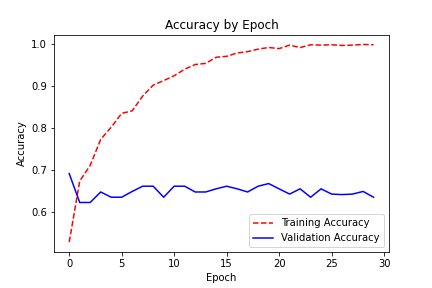 Accuracy by Epoch
Accuracy
1.0
0.9
0.8
0.7
0.6
Training Accuracy
Validation Accuracy
0 5 10 15 20 25 30
Epoch